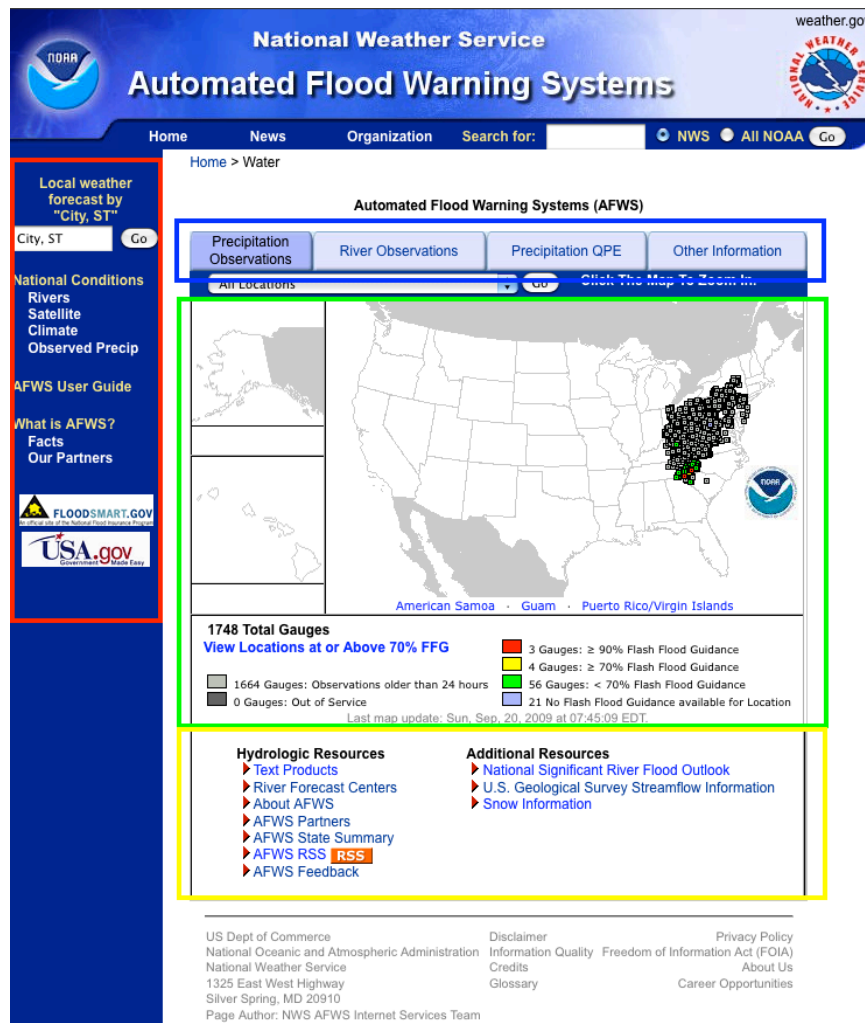 weather.gov
NOAA
National Weather Service
Automated Flood Warning Systems
Home News Organization Search for: NWS All NOAA Go
Local weather
forecast by
"City, ST"
City, ST Go
National Conditions
Rivers
Satellite
Climate
Observed Precip
AFWS User Guide
What is AFWS?
Facts
Our Partners
FLOODSMART.GOV
An official site of the National Flood Insurance Program
USA.gov
Government Made Easy
Home > Water
Automated Flood Warning Systems (AFWS)
Precipitation
Observations
River Observations
Precipitation QPE
Other Information
All Locations Go Click The Map To Zoom In.
NOAA
American Samoa · Guam · Puerto Rico/Virgin Islands
1748 Total Gauges
View Locations at or Above 70% FFG
1664 Gauges: Observations older than 24 hours
0 Gauges: Out of Service
3 Gauges: ≥ 90% Flash Flood Guidance
4 Gauges: ≥ 70% Flash Flood Guidance
56 Gauges: < 70% Flash Flood Guidance
21 No Flash Flood Guidance available for Location
Last map update: Sun, Sep, 20, 2009 at 07:45:09 EDT.
Hydrologic Resources
Text Products
River Forecast Centers
About AFWS
AFWS Partners
AFWS State Summary
AFWS RSS RSS
AFWS Feedback
Additional Resources
National Significant River Flood Outlook
U.S. Geological Survey Streamflow Information
Snow Information
US Dept of Commerce
National Oceanic and Atmospheric Administration
National Weather Service
1325 East West Highway
Silver Spring, MD 20910
Page Author: NWS AFWS Internet Services Team
Disclaimer
Information Quality
Credits
Glossary
Privacy Policy
Freedom of Information Act (FOIA)
About Us
Career Opportunities